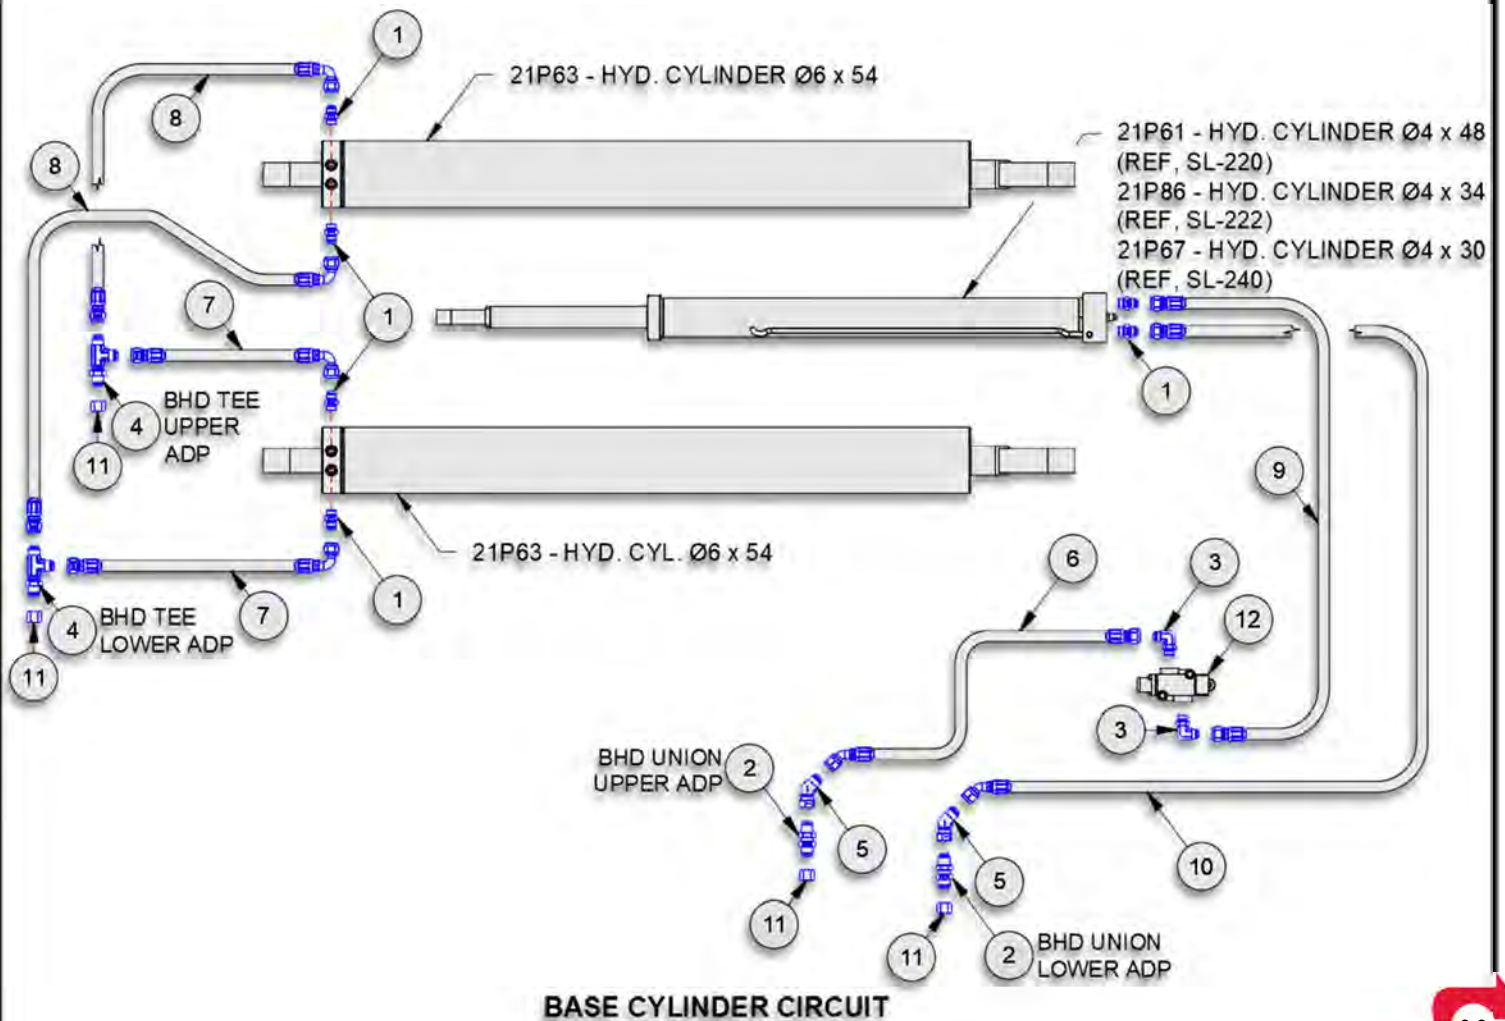 1
21P63 - HYD. CYLINDER Ø6 x 54
8
21P61 - HYD. CYLINDER Ø4 x 48
(REF, SL-220)
8
21P86 - HYD. CYLINDER Ø4 x 34
(REF, SL-222)
21P67 - HYD. CYLINDER Ø4 x 30
(REF, SL-240)
7
1
1
4
BHD TEE
UPPER
ADP
11
9
21P63 - HYD. CYL. Ø6 x 54
6
3
1
7
12
4
BHD TEE
LOWER ADP
11
3
BHD UNION
UPPER ADP
2
5
10
5
11
11
2
BHD UNION
LOWER ADP
BASE CYLINDER CIRCUIT